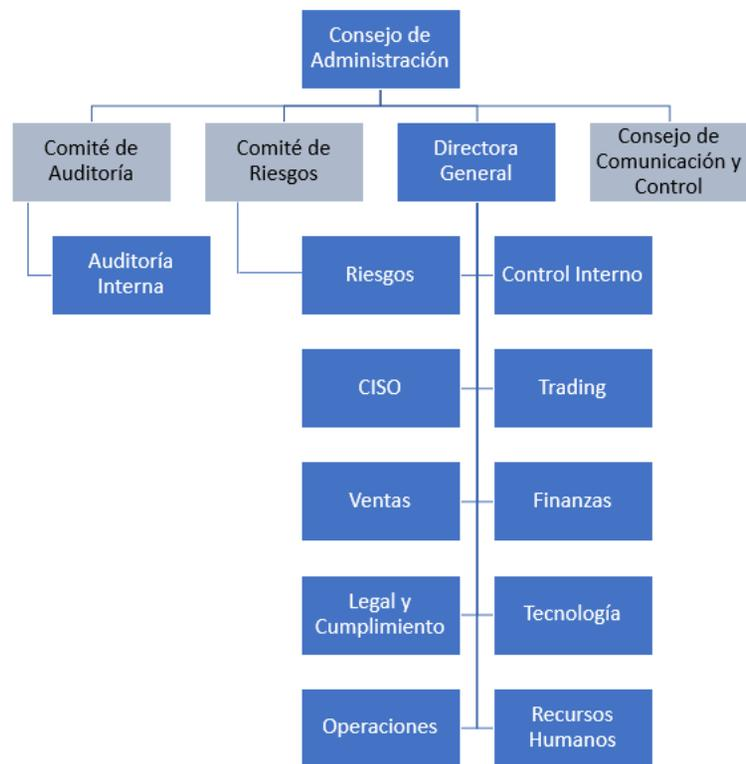 Consejo de
Administración
Comité de
Auditoría
Comité de
Riesgos
Directora
General
Consejo de
Comunicación y
Control
Auditoría
Interna
Riesgos
Control Interno
CISO
Trading
Ventas
Finanzas
Legal y
Cumplimiento
Tecnología
Operaciones
Recursos
Humanos